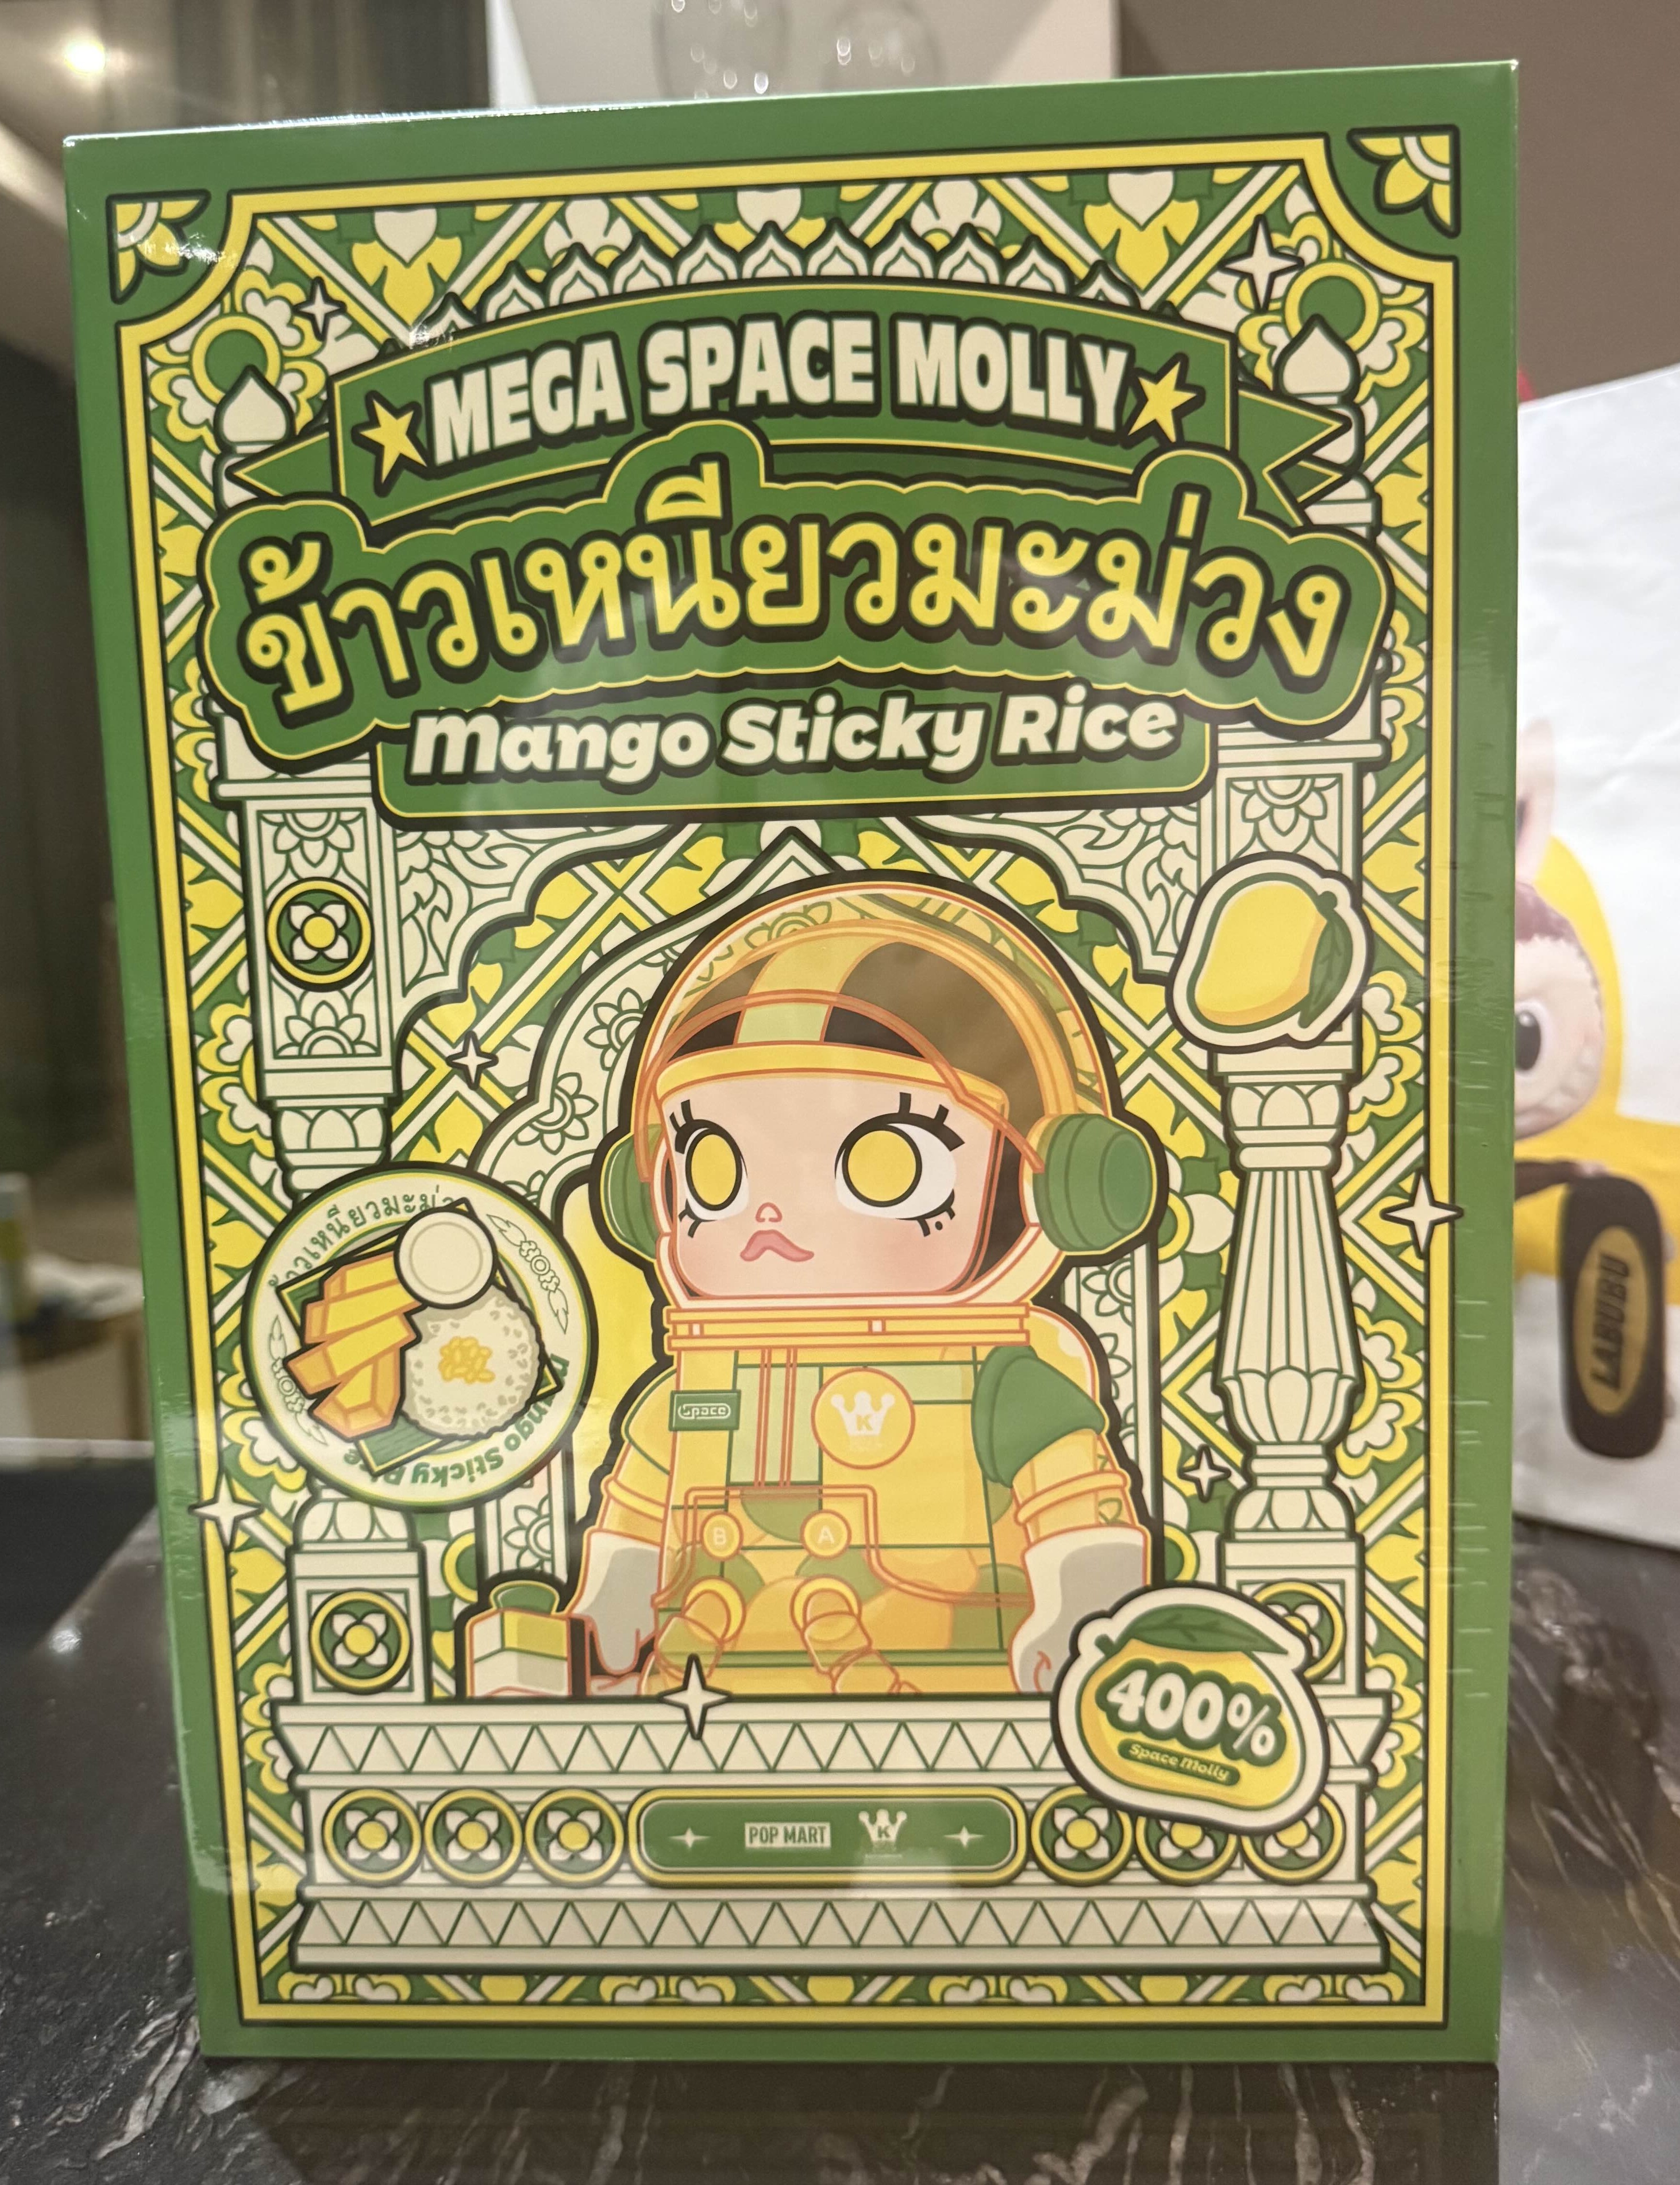 MEGA SPACE MOLLY
ข้าวเหนียวมะม่วง
Mango Sticky Rice
ข้าวเหนียวมะม่ว
Mango Sticky Rice
Space
K
B
A
400%
Space Molly
POP MART
K
LABUBU